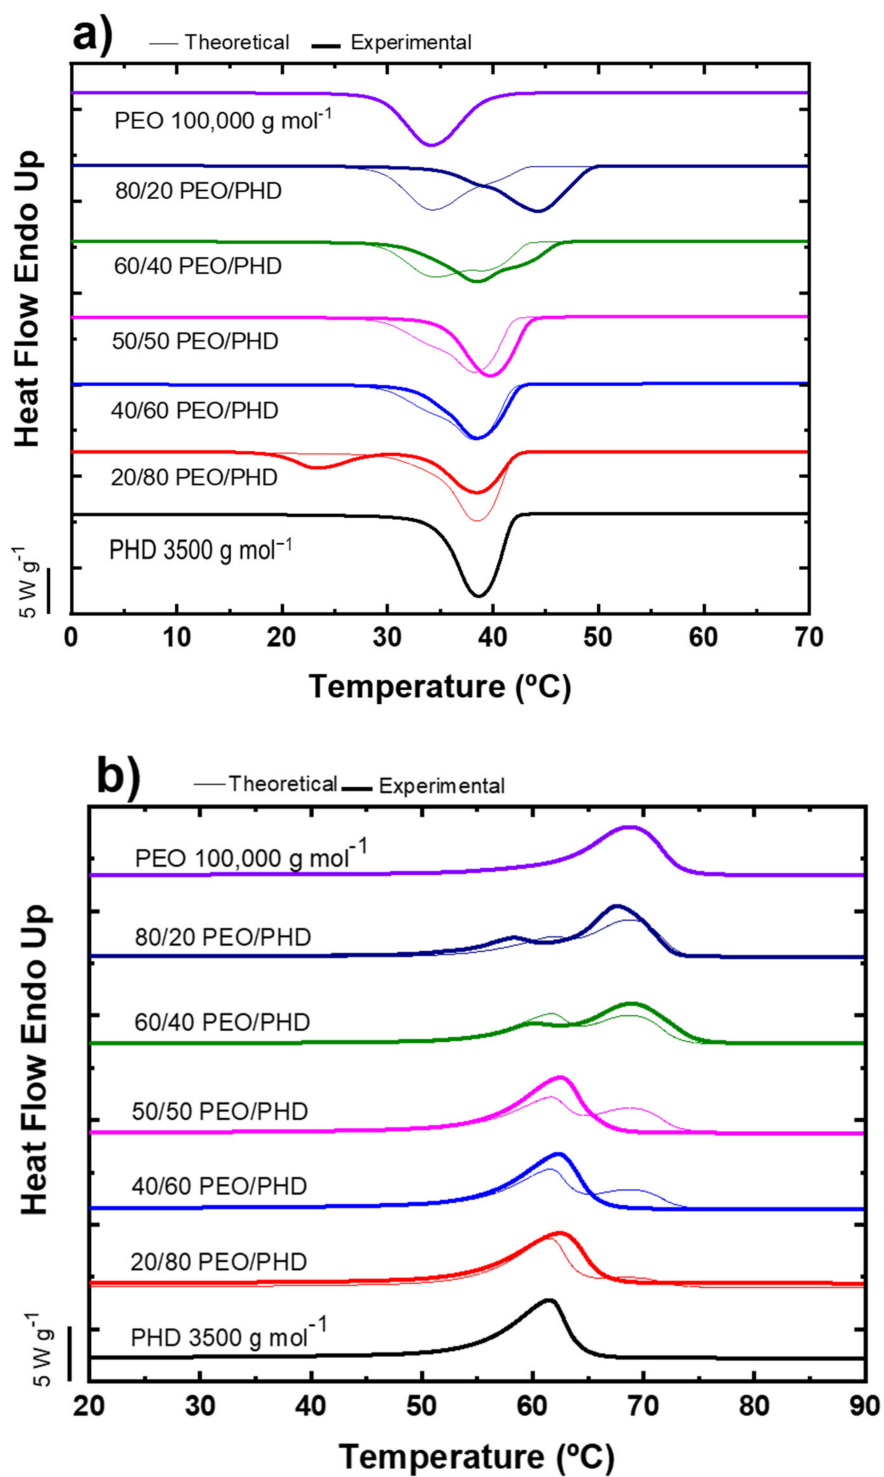 a)
Theoretical Experimental
PEO 100,000 g mol⁻¹
80/20 PEO/PHD
60/40 PEO/PHD
50/50 PEO/PHD
40/60 PEO/PHD
20/80 PEO/PHD
PHD 3500 g mol⁻¹
Heat Flow Endo Up
5 W g⁻¹
0 10 20 30 40 50 60 70
Temperature (ºC)
b)
Theoretical Experimental
PEO 100,000 g mol⁻¹
80/20 PEO/PHD
60/40 PEO/PHD
50/50 PEO/PHD
40/60 PEO/PHD
20/80 PEO/PHD
PHD 3500 g mol⁻¹
Heat Flow Endo Up
5 W g⁻¹
20 30 40 50 60 70 80 90
Temperature (ºC)